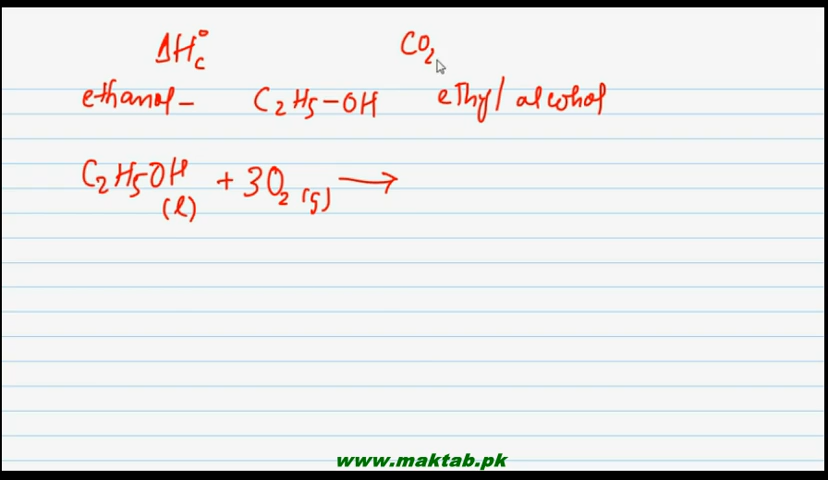 ΔH°c CO₂
ethanol - C₂H₅-OH ethyl alcohol
C₂H₅OH (l) + 3O₂ (g) →
www.maktab.pk